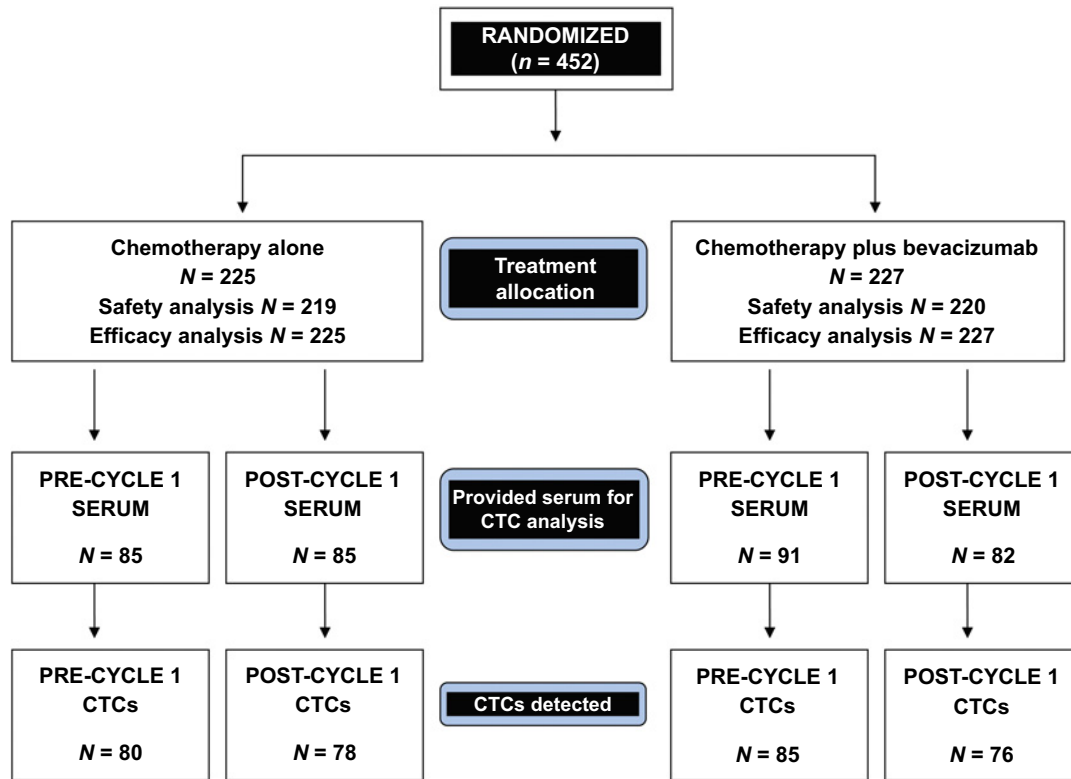 RANDOMIZED
(n = 452)
Chemotherapy alone
N = 225
Safety analysis N = 219
Efficacy analysis N = 225
Treatment
allocation
Chemotherapy plus bevacizumab
N = 227
Safety analysis N = 220
Efficacy analysis N = 227
PRE-CYCLE 1
SERUM
N = 85
POST-CYCLE 1
SERUM
N = 85
Provided serum for
CTC analysis
PRE-CYCLE 1
SERUM
N = 91
POST-CYCLE 1
SERUM
N = 82
PRE-CYCLE 1
CTCs
N = 80
POST-CYCLE 1
CTCs
N = 78
CTCs detected
PRE-CYCLE 1
CTCs
N = 85
POST-CYCLE 1
CTCs
N = 76